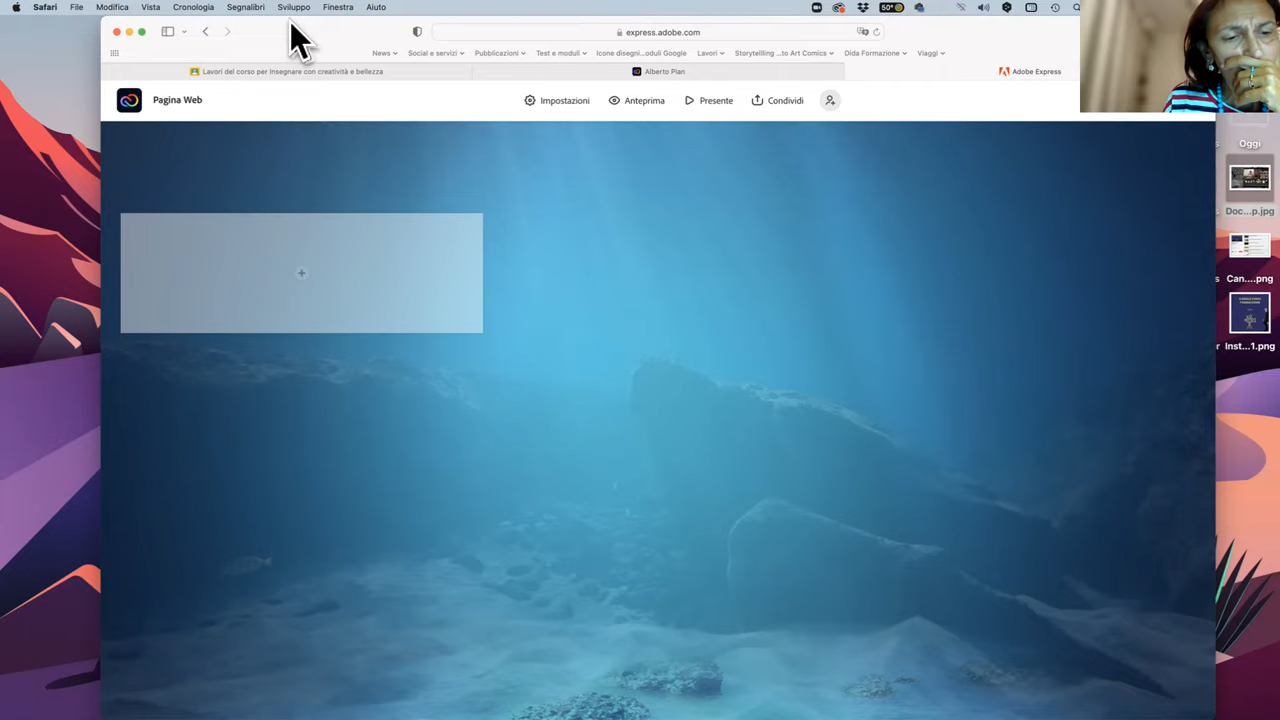 Safari File Modifica Vista Cronologia Segnalibri Sviluppo Finestra Aiuto 50°
express.adobe.com
News Social e servizi Pubblicazioni Test e moduli Icone disegni...oduli Google Lavori Storytelling ...to Art Comics Dida Formazione Viaggi
Lavori del corso per Insegnare con creatività e bellezza Alberto Pian Adobe Express
Pagina Web Impostazioni Anteprima Presente Condividi
Oggi
Doc...p.jpg
Can....png
Inst...1.png